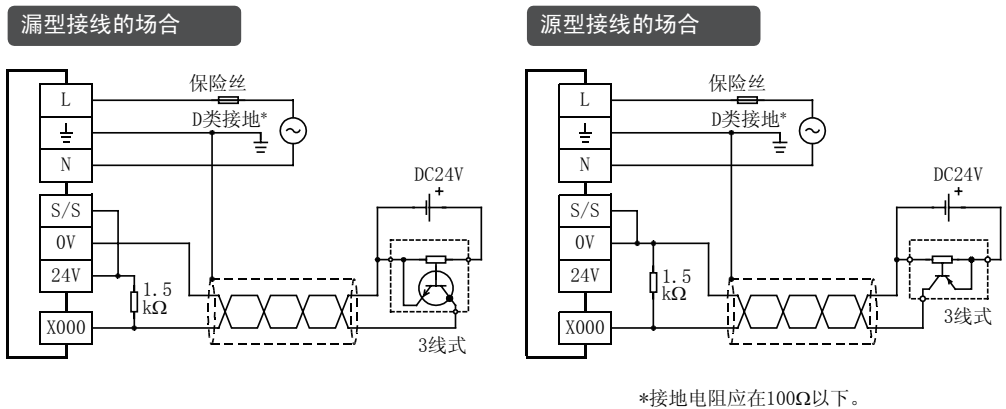 漏型接线的场合
L
保险丝
D类接地*
N
DC24V
+
S/S
0V
24V
1.5
kΩ
X000
3线式
源型接线的场合
L
保险丝
D类接地*
N
DC24V
+
S/S
0V
24V
1.5
kΩ
X000
3线式
*接地电阻应在100Ω以下。